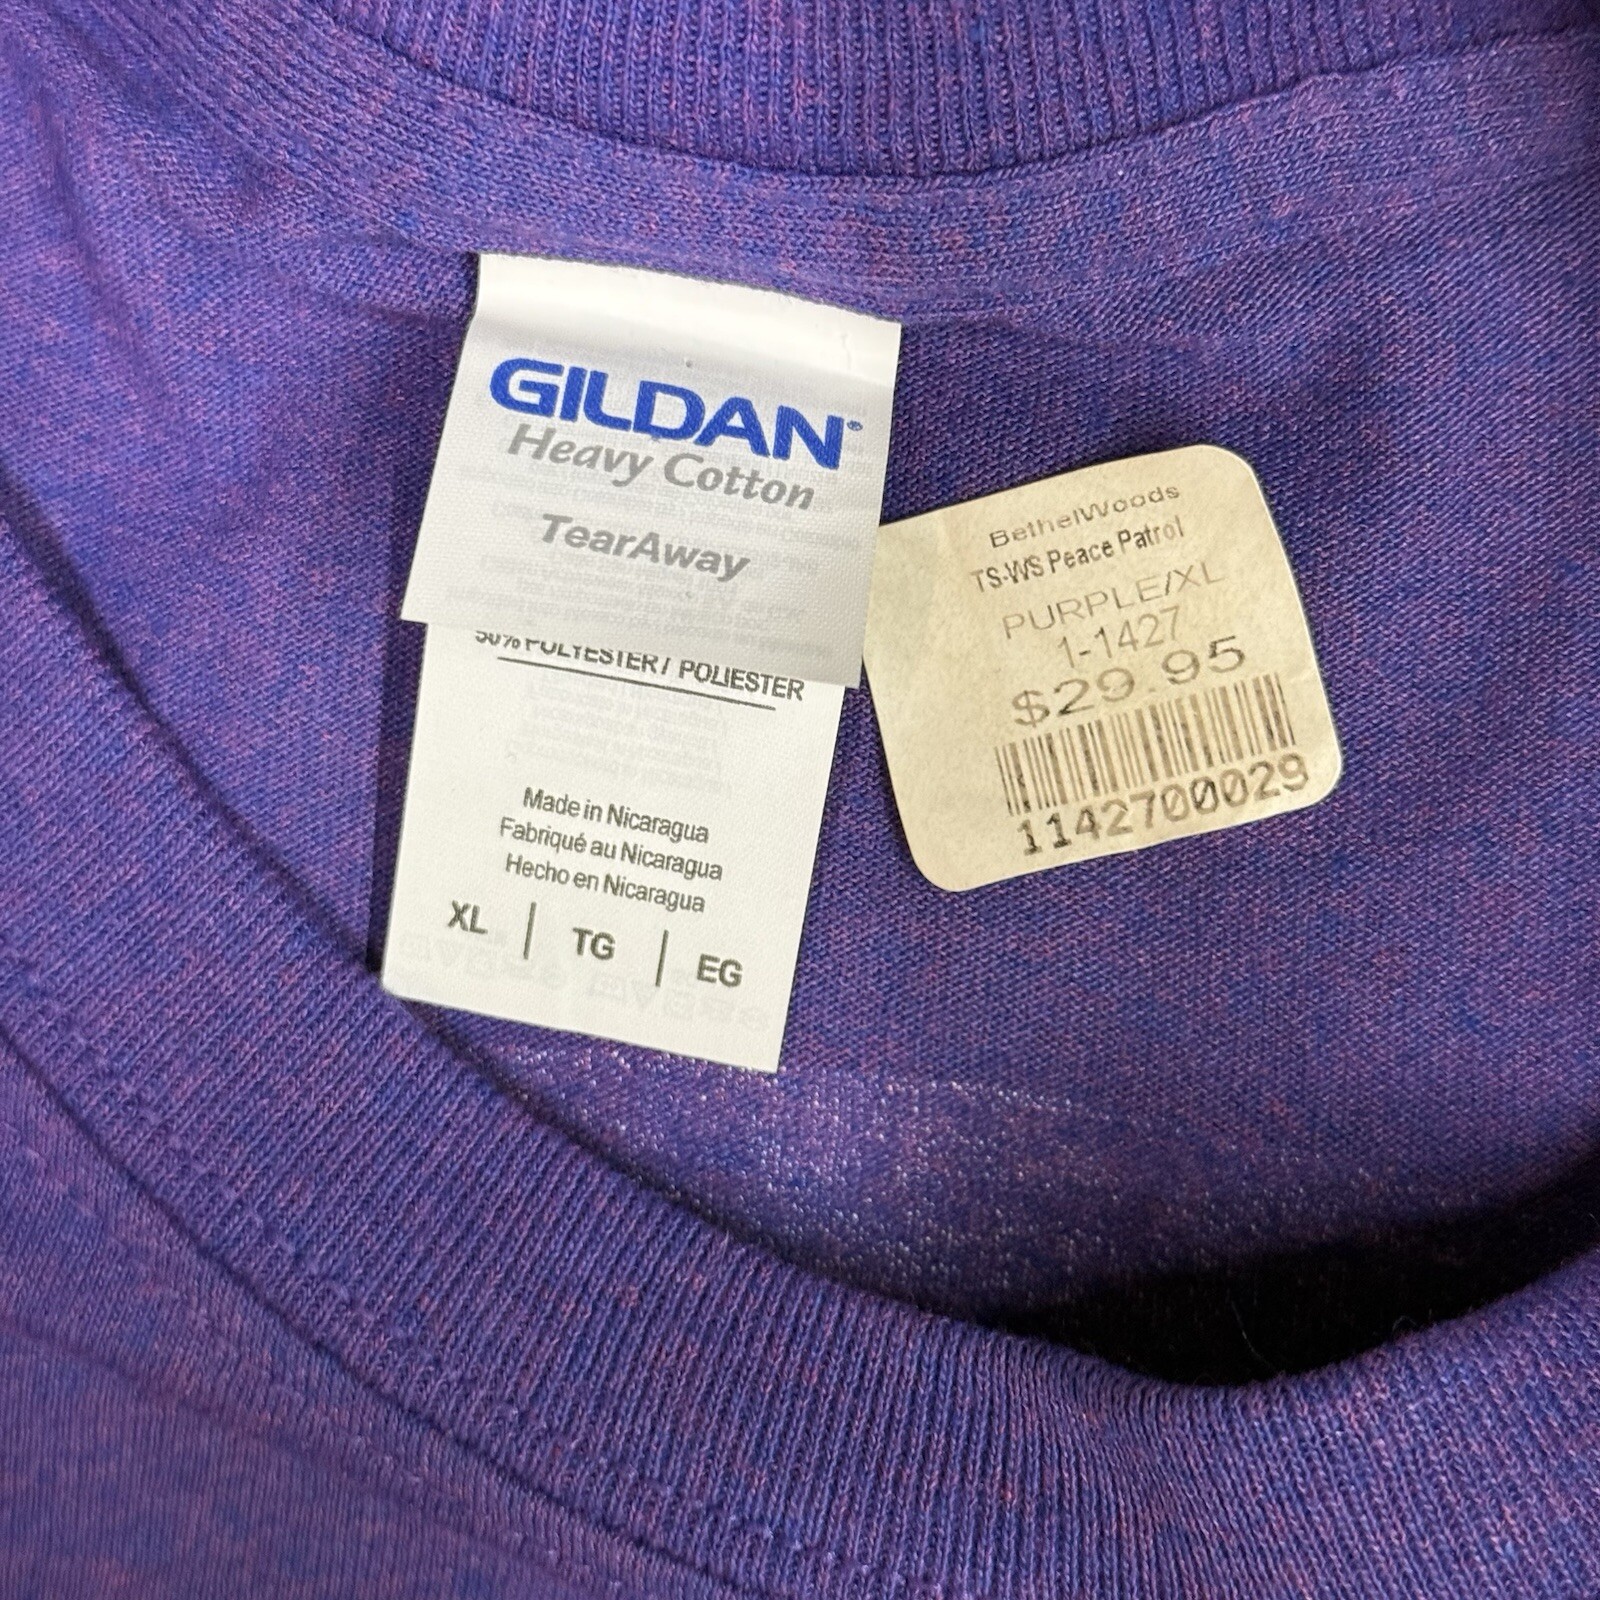 GILDAN®
Heavy Cotton
TearAway
50% POLYESTER / POLIESTER
Made in Nicaragua
Fabriqué au Nicaragua
Hecho en Nicaragua
XL | TG | EG
BethelWoods
TS-WS Peace Patrol
PURPLE/XL
1-1427
$29.95
1142700029